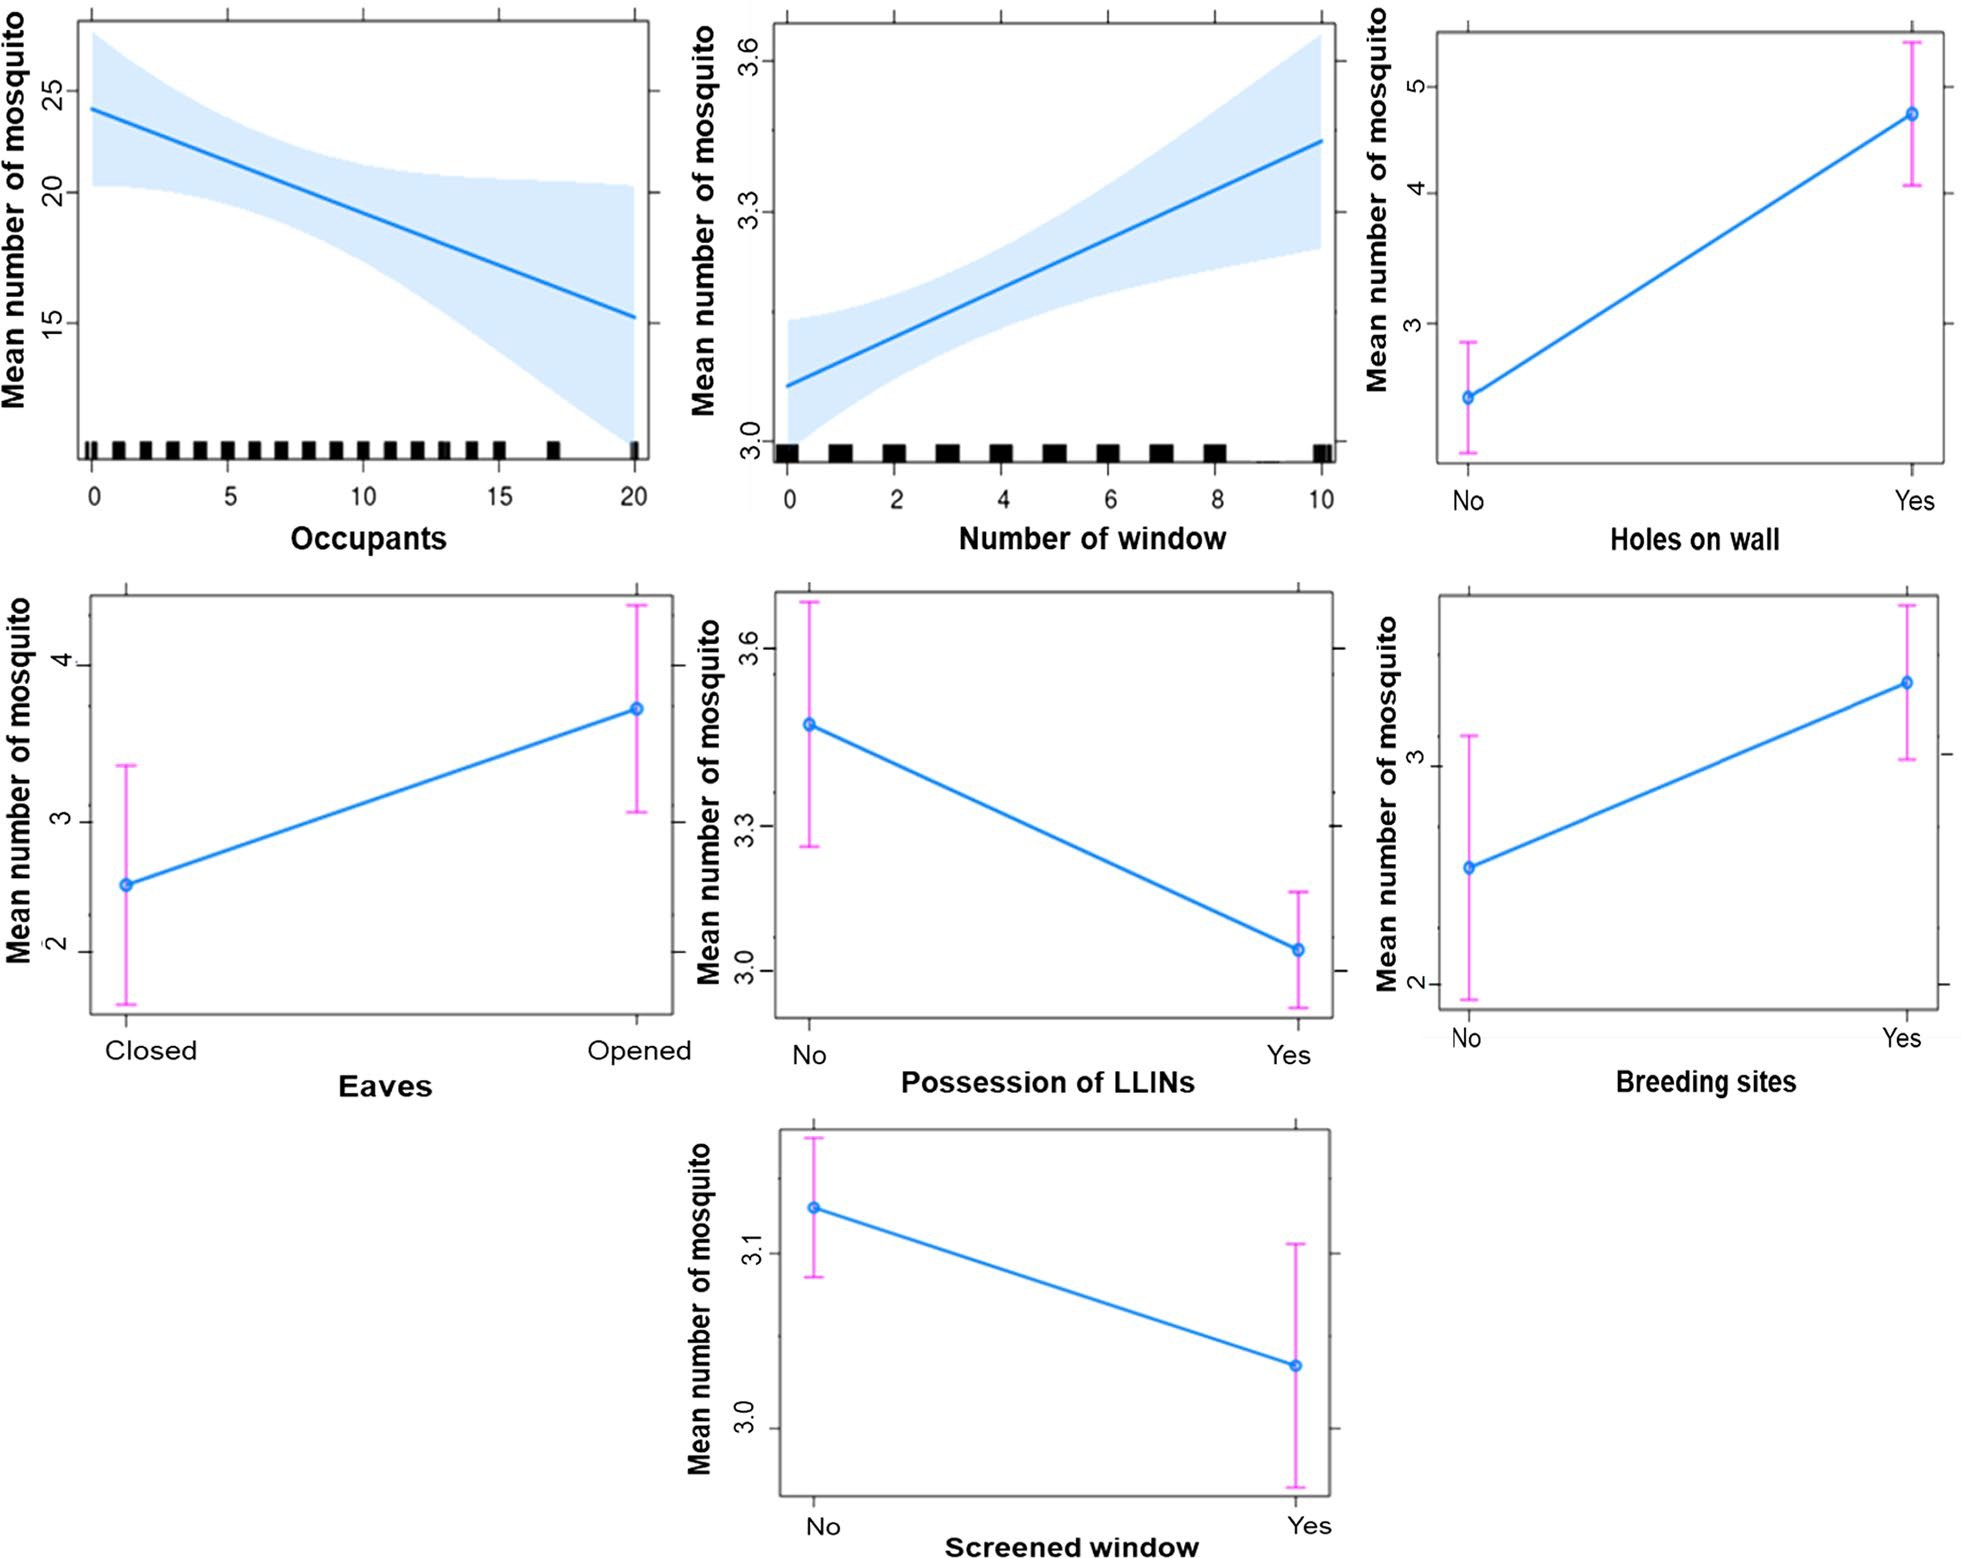 Mean number of mosquito
25
20
15
0 5 10 15 20
Occupants
Mean number of mosquito
3.6
3.3
3.0
0 2 4 6 8 10
Number of window
Mean number of mosquito
5
4
3
No Yes
Holes on wall
Mean number of mosquito
4
3
2
Closed Opened
Eaves
Mean number of mosquito
3.6
3.3
3.0
No Yes
Possession of LLINs
Mean number of mosquito
3
2
No Yes
Breeding sites
Mean number of mosquito
3.1
3.0
No Yes
Screened window